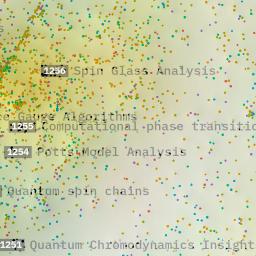 1256 Spin Glass Analysis
Gauge Algorithms
1255 Computational phase transitio
1254 Potts Model Analysis
Quantum spin chains
1251 Quantum Chromodynamics Insight